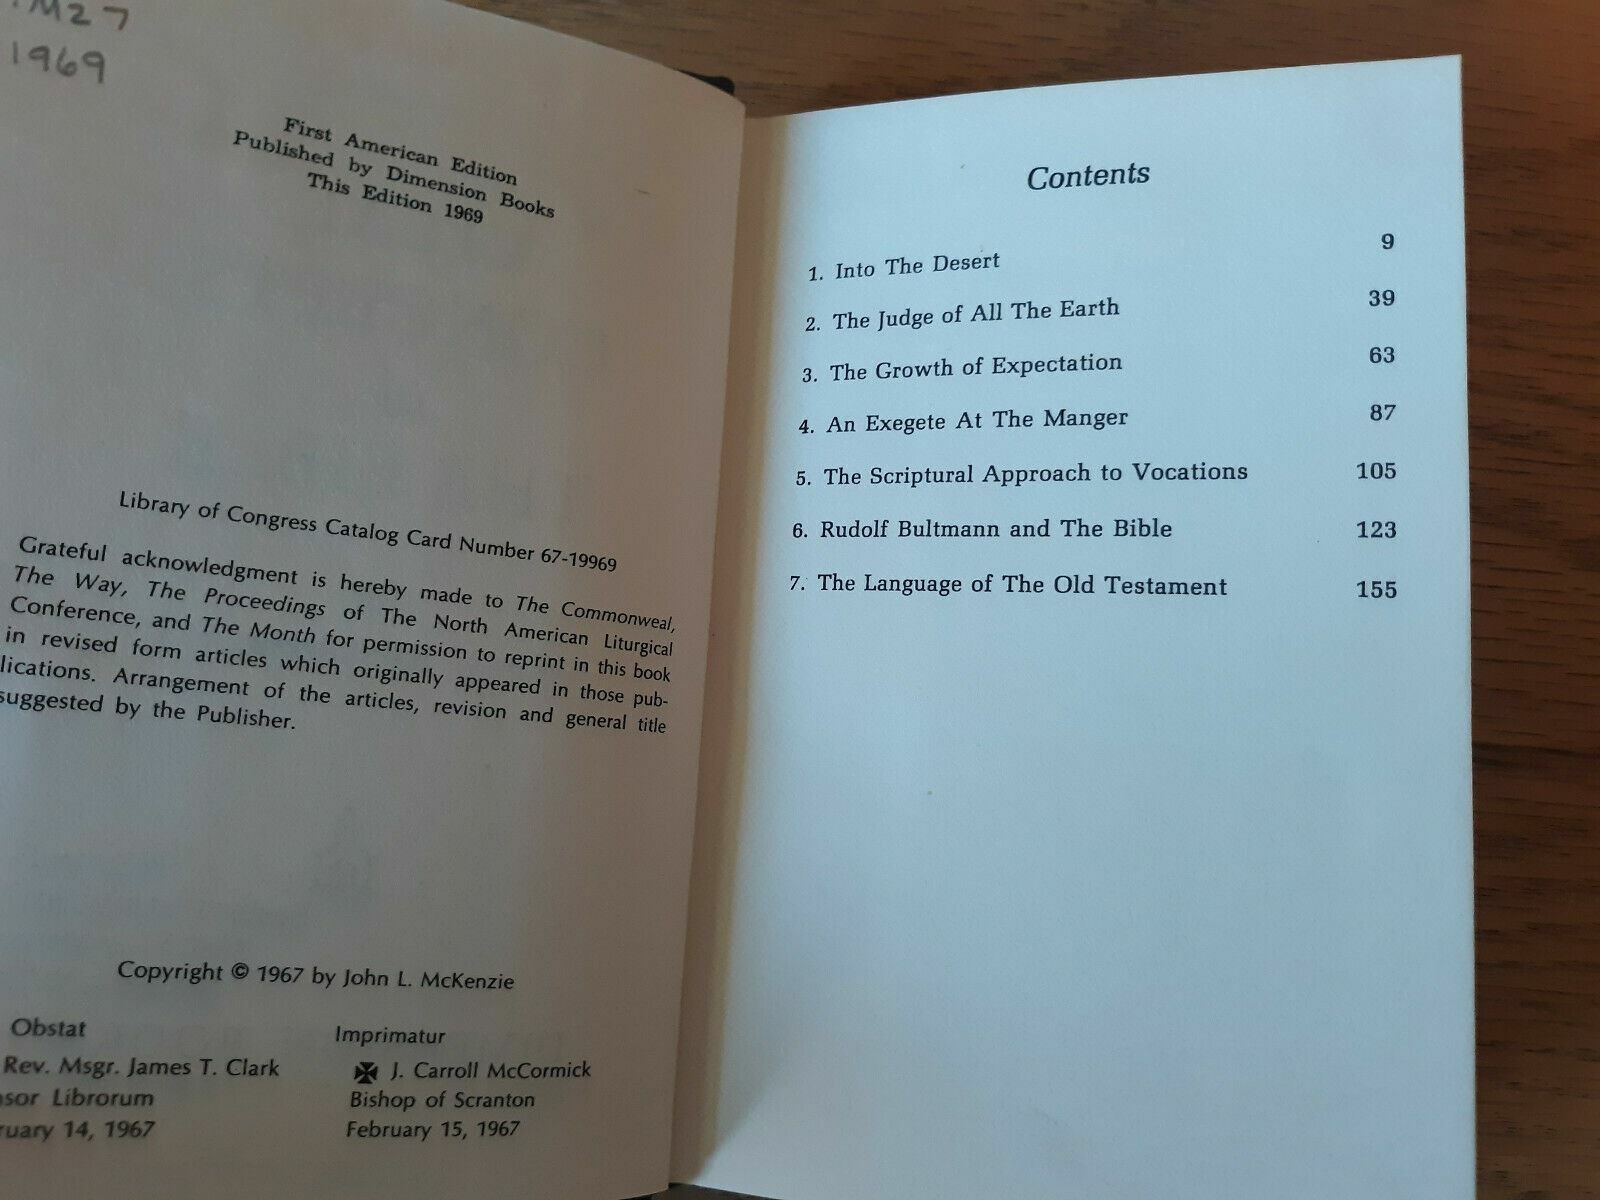 M27
1969
First American Edition
Published by Dimension Books
This Edition 1969
Library of Congress Catalog Card Number 67-19969
Grateful acknowledgment is hereby made to The Commonweal,
The Way, The Proceedings of The North American Liturgical
Conference, and The Month for permission to reprint in this book
in revised form articles which originally appeared in those pub-
lications. Arrangement of the articles, revision and general title
suggested by the Publisher.
Copyright © 1967 by John L. McKenzie
Obstat
Rev. Msgr. James T. Clark
sor Librorum
ruary 14, 1967
Imprimatur
✠ J. Carroll McCormick
Bishop of Scranton
February 15, 1967
Contents
1. Into The Desert 9
2. The Judge of All The Earth 39
3. The Growth of Expectation 63
4. An Exegete At The Manger 87
5. The Scriptural Approach to Vocations 105
6. Rudolf Bultmann and The Bible 123
7. The Language of The Old Testament 155